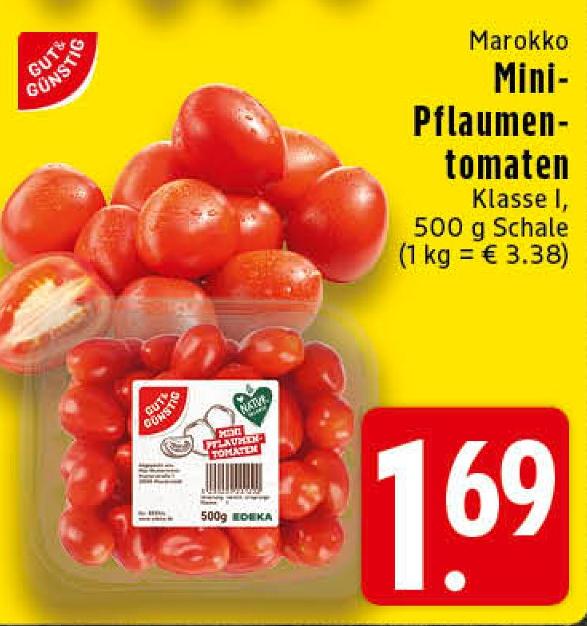 GUT&
GÜNSTIG
Marokko
Mini-
Pflaumen-
tomaten
Klasse I,
500 g Schale
(1 kg = € 3.38)
GUT&
GÜNSTIG
NATUR
MINI
PFLAUMEN-
TOMATEN
500g EDEKA
1.69